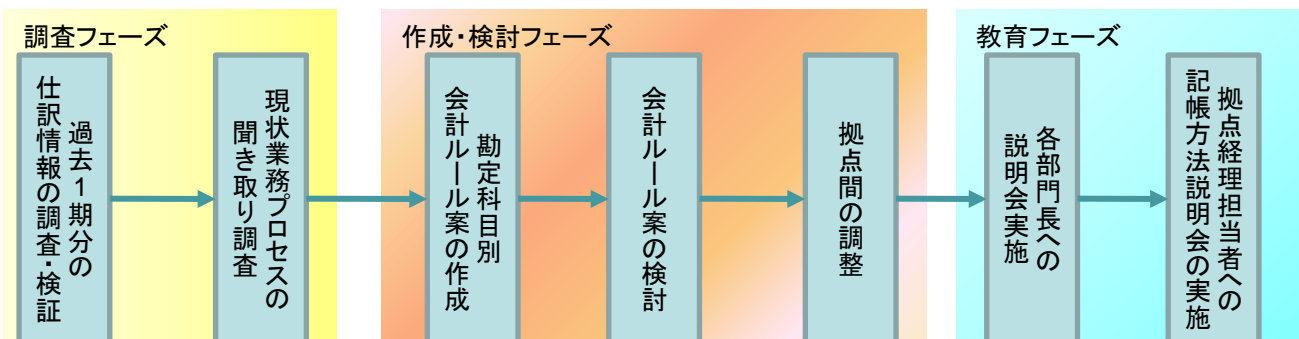 調査フェーズ
過去１期分の
仕訳情報の調査・検証
現状業務プロセスの
聞き取り調査
作成・検討フェーズ
勘定科目別
会計ルール案の作成
会計ルール案の検討
拠点間の調整
教育フェーズ
各部門長への
説明会実施
拠点経理担当者への
記帳方法説明会の実施